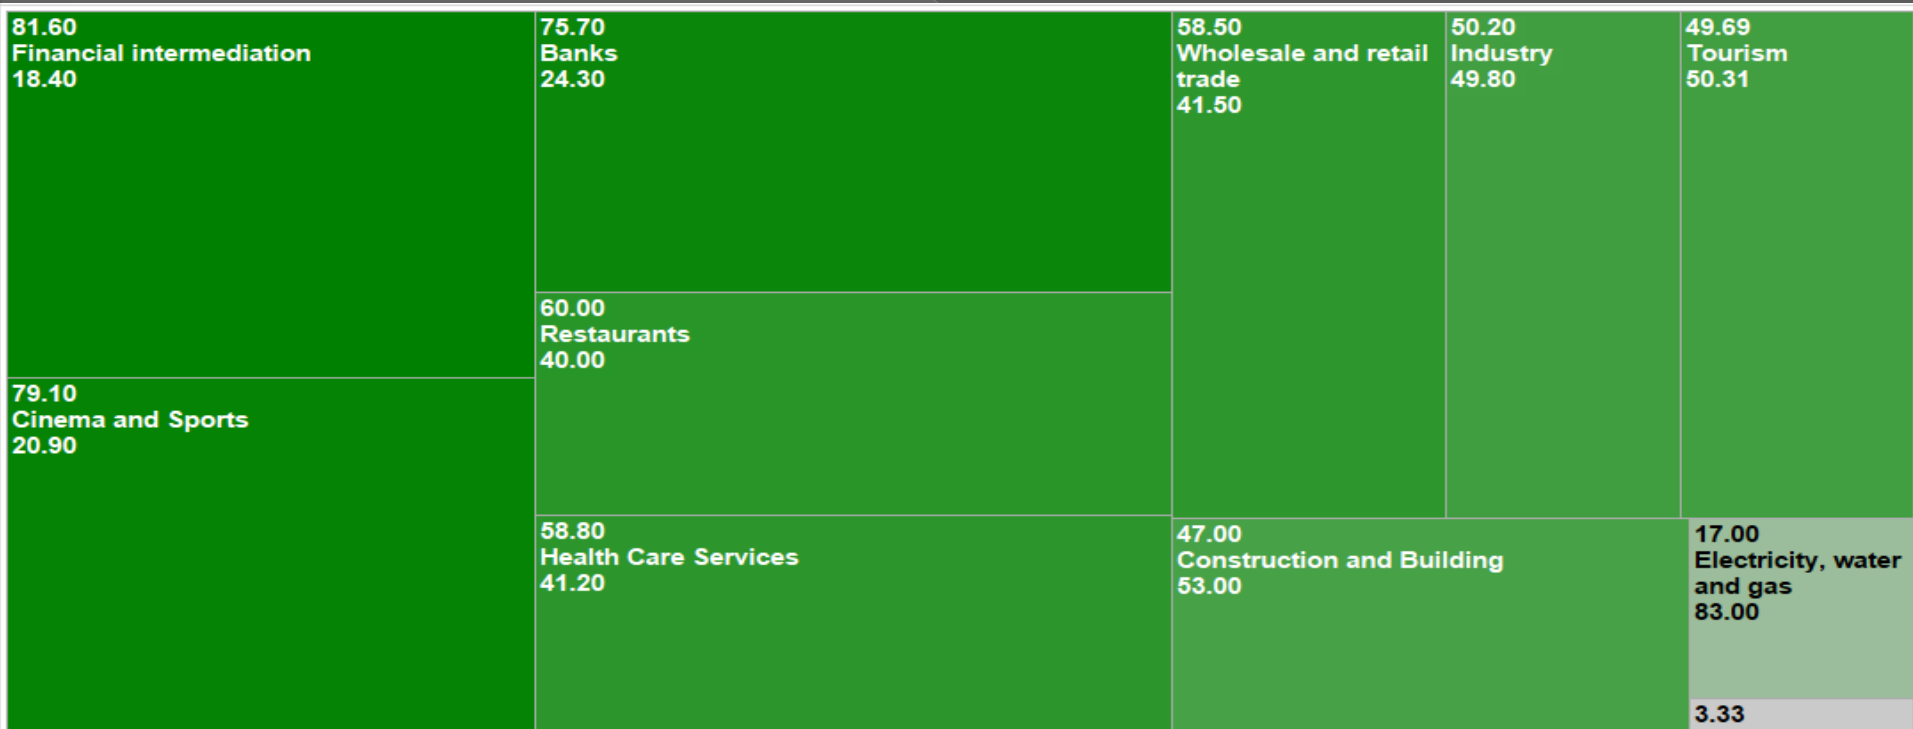 81.60
Financial intermediation
18.40
79.10
Cinema and Sports
20.90
75.70
Banks
24.30
60.00
Restaurants
40.00
58.80
Health Care Services
41.20
58.50
Wholesale and retail
trade
41.50
50.20
Industry
49.80
49.69
Tourism
50.31
47.00
Construction and Building
53.00
17.00
Electricity, water
and gas
83.00
3.33